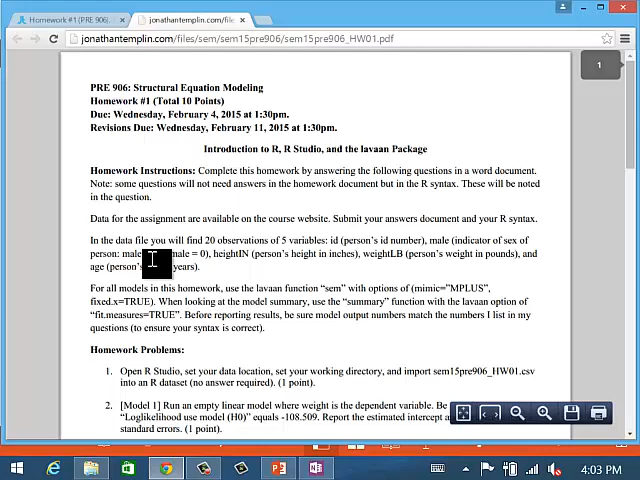 Homework #1 (PRE 906).
jonathantemplin.com/files
jonathantemplin.com/files/sem/sem15pre906/sem15pre906_HW01.pdf
1
PRE 906: Structural Equation Modeling
Homework #1 (Total 10 Points)
Due: Wednesday, February 4, 2015 at 1:30pm.
Revisions Due: Wednesday, February 11, 2015 at 1:30pm.
Introduction to R, R Studio, and the lavaan Package
Homework Instructions: Complete this homework by answering the following questions in a word document.
Note: some questions will not need answers in the homework document but in the R syntax. These will be noted
in the question.
Data for the assignment are available on the course website. Submit your answers document and your R syntax.
In the data file you will find 20 observations of 5 variables: id (person's id number), male (indicator of sex of
person: male = 0), heightIN (person's height in inches), weightLB (person's weight in pounds), and
age (person's years).
For all models in this homework, use the lavaan function "sem" with options of (mimic="MPLUS",
fixed.x=TRUE). When looking at the model summary, use the "summary" function with the lavaan option of
"fit.measures=TRUE". Before reporting results, be sure model output numbers match the numbers I list in my
questions (to ensure your syntax is correct).
Homework Problems:
1. Open R Studio, set your data location, set your working directory, and import sem15pre906_HW01.csv
into an R dataset (no answer required). (1 point).
2. [Model 1] Run an empty linear model where weight is the dependent variable. Be
"Loglikelihood use model (H0)" equals -108.509. Report the estimated intercept a
standard errors. (1 point).
4:03 PM